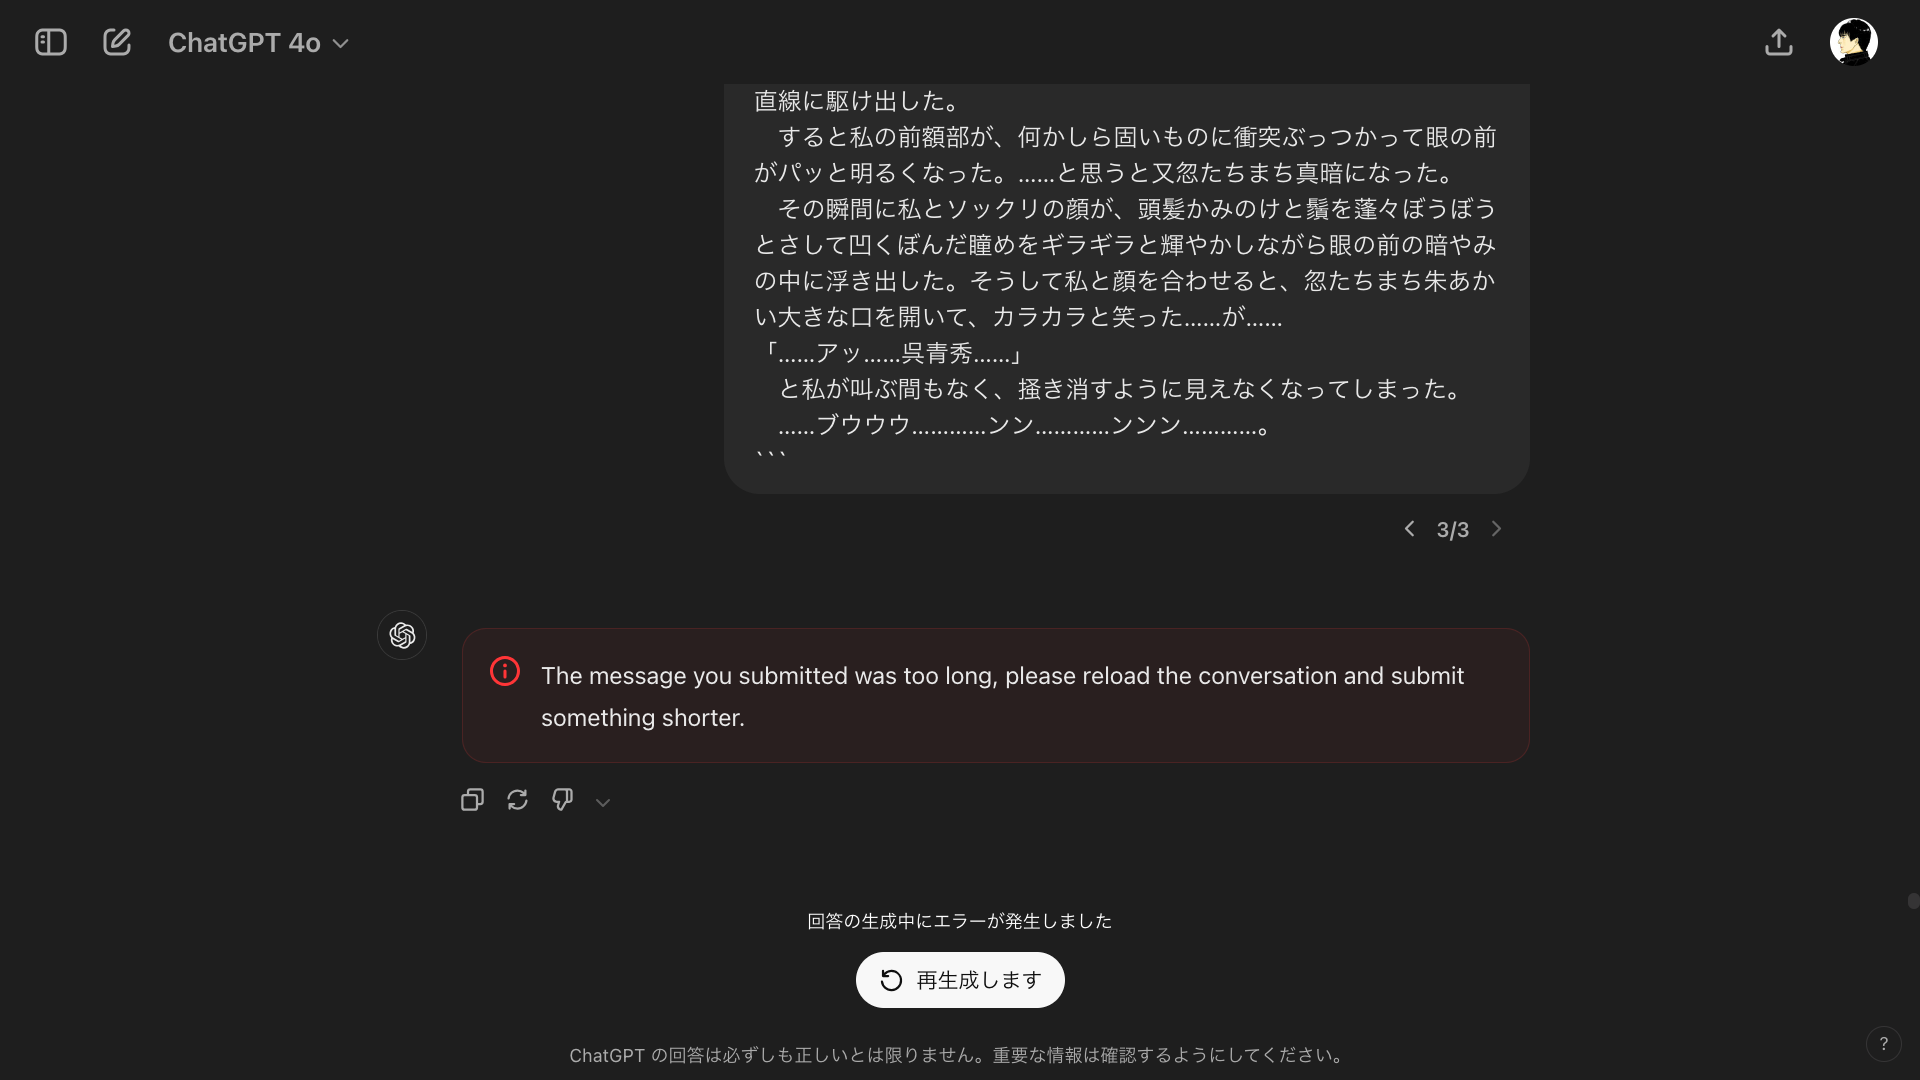 ChatGPT 4o
直線に駆け出した。
　すると私の前額部が、何かしら固いものに衝突ぶっつかって眼の前
がパッと明るくなった。……と思うと又忽たちまち真暗になった。
　その瞬間に私とソックリの顔が、頭髪かみのけと鬚を蓬々ぼうぼう
とさして凹くぼんだ瞳めをギラギラと輝やかしながら眼の前の暗やみ
の中に浮き出した。そうして私と顔を合わせると、忽たちまち朱あか
い大きな口を開いて、カラカラと笑った……が……
「……アッ……呉青秀……」
　と私が叫ぶ間もなく、掻き消すように見えなくなってしまった。
　……ブウウウ…………ンン…………ンンン…………。
```
3/3
The message you submitted was too long, please reload the conversation and submit
something shorter.
回答の生成中にエラーが発生しました
再生成します
ChatGPT の回答は必ずしも正しいとは限りません。重要な情報は確認するようにしてください。
?